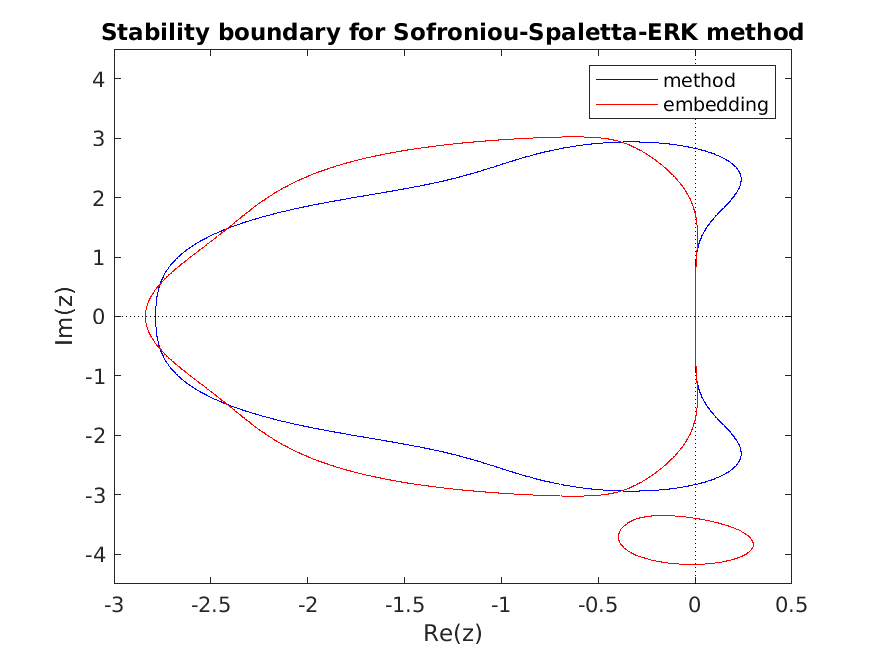 Stability boundary for Sofroniou-Spaletta-ERK method
method
embedding
4
3
2
1
0
-1
-2
-3
-4
Im(z)
-3 -2.5 -2 -1.5 -1 -0.5 0 0.5
Re(z)